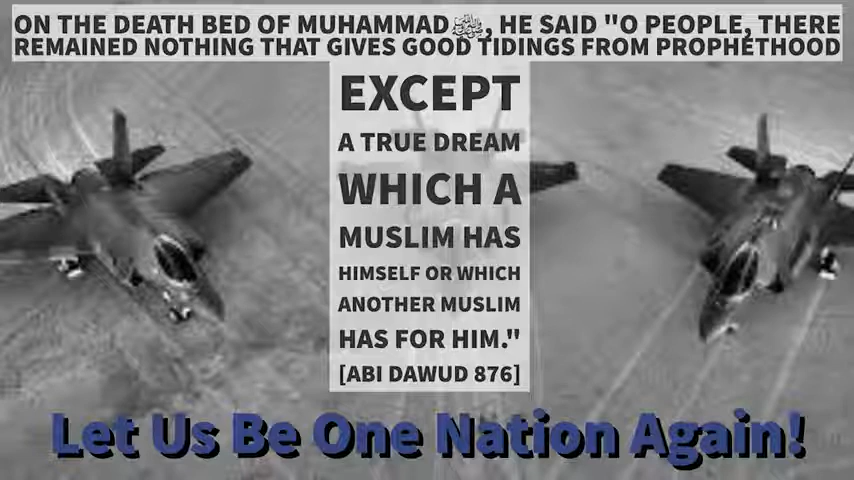 ON THE DEATH BED OF MUHAMMADﷺ, HE SAID "O PEOPLE, THERE
REMAINED NOTHING THAT GIVES GOOD TIDINGS FROM PROPHETHOOD
EXCEPT
A TRUE DREAM
WHICH A
MUSLIM HAS
HIMSELF OR WHICH
ANOTHER MUSLIM
HAS FOR HIM."
[ABI DAWUD 876]
Let Us Be One Nation Again!